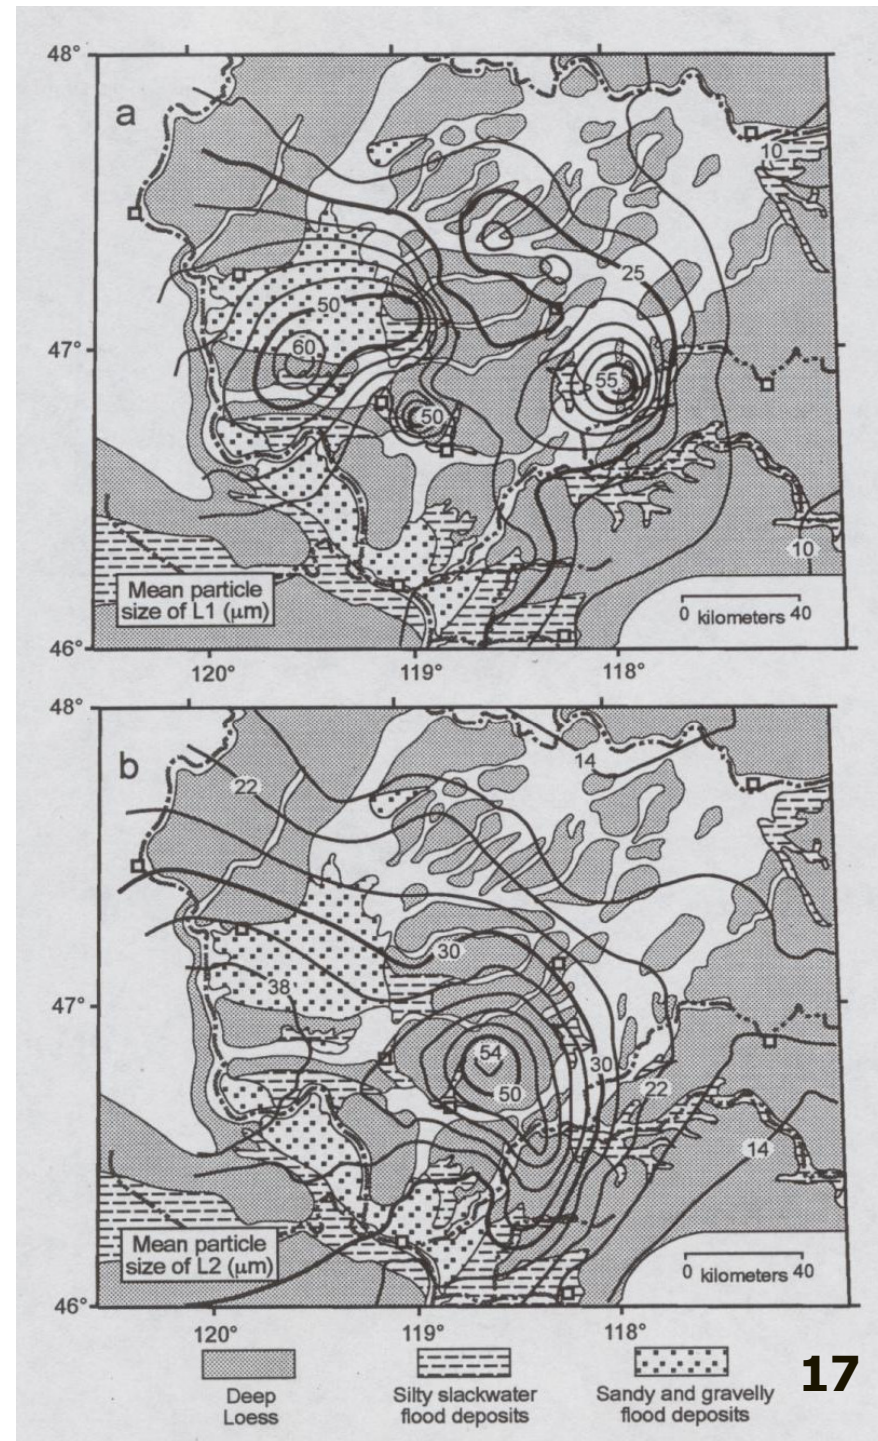 48°
a
10
25
50
47°
60
55
50
10
Mean particle
size of L1 (μm)
0 kilometers 40
46°
120° 119° 118°
48°
b
14
22
30
38
47°
54
30
50
22
14
Mean particle
size of L2 (μm)
0 kilometers 40
46°
120° 119° 118°
Deep
Loess
Silty slackwater
flood deposits
Sandy and gravelly
flood deposits
17